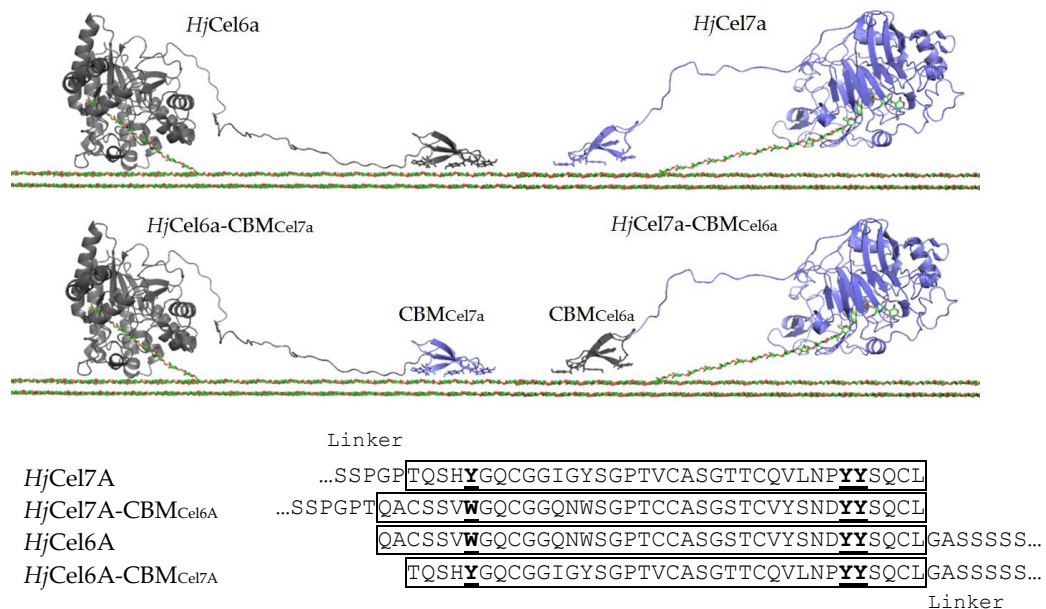 HjCel6a HjCel7a
HjCel6a-CBMCel7a HjCel7a-CBMCel6a
CBMCel7a CBMCel6a
Linker
HjCel7A …SSPGPTQSHYGQCGGIGYSGPTVCASGTTCQVLNPYYSQCL
HjCel7A-CBMCel6A …SSPGPTQACSSVWGQCGGQNWSGPTCCASGSTCVYSNDYYSQCL
HjCel6A QACSSVWGQCGGQNWSGPTCCASGSTCVYSNDYYSQCLGASSSSS…
HjCel6A-CBMCel7A TQSHYGQCGGIGYSGPTVCASGTTCQVLNPYYSQCLGASSSSS…
Linker